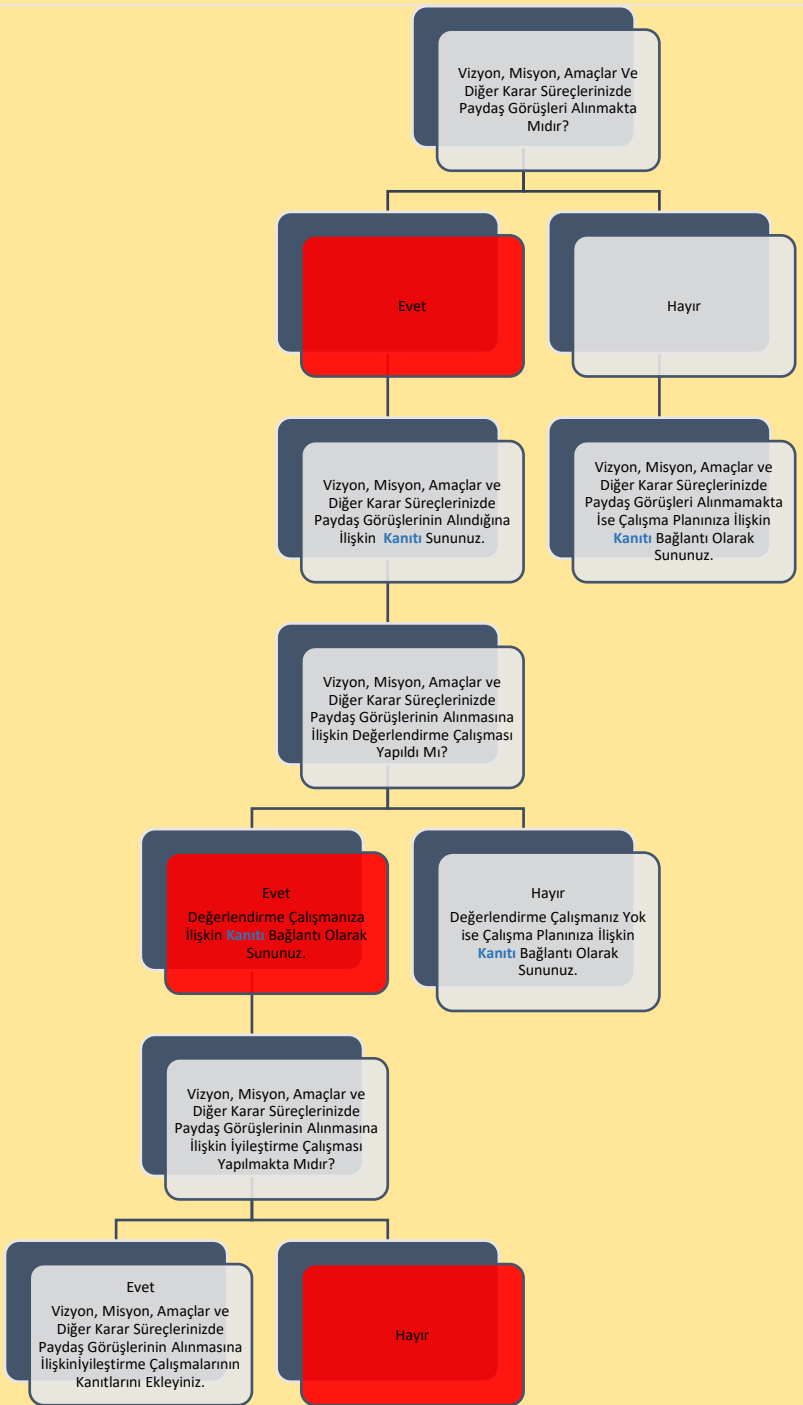 Vizyon, Misyon, Amaçlar Ve
Diğer Karar Süreçlerinizde
Paydaş Görüşleri Alınmakta
Mıdır?
Evet
Hayır
Vizyon, Misyon, Amaçlar ve
Diğer Karar Süreçlerinizde
Paydaş Görüşlerinin Alındığına
İlişkin Kanıtı Sununuz.
Vizyon, Misyon, Amaçlar ve
Diğer Karar Süreçlerinizde
Paydaş Görüşleri Alınmamakta
İse Çalışma Planınıza İlişkin
Kanıtı Bağlantı Olarak
Sununuz.
Vizyon, Misyon, Amaçlar ve
Diğer Karar Süreçlerinizde
Paydaş Görüşlerinin Alınmasına
İlişkin Değerlendirme Çalışması
Yapıldı Mı?
Evet
Değerlendirme Çalışmanıza
İlişkin Kanıtı Bağlantı Olarak
Sununuz.
Hayır
Değerlendirme Çalışmanız Yok
ise Çalışma Planınıza İlişkin
Kanıtı Bağlantı Olarak
Sununuz.
Vizyon, Misyon, Amaçlar ve
Diğer Karar Süreçlerinizde
Paydaş Görüşlerinin Alınmasına
İlişkin İyileştirme Çalışması
Yapılmakta Mıdır?
Evet
Vizyon, Misyon, Amaçlar ve
Diğer Karar Süreçlerinizde
Paydaş Görüşlerinin Alınmasına
İlişkinİyileştirme Çalışmalarının
Kanıtlarını Ekleyiniz.
Hayır